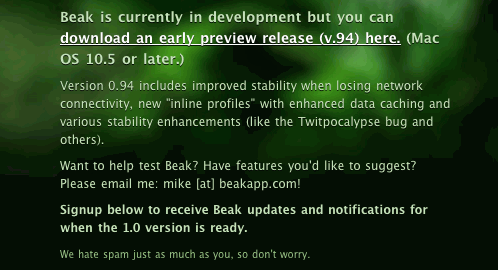 Beak is currently in development but you can
download an early preview release (v.94) here. (Mac
OS 10.5 or later.)
Version 0.94 includes improved stability when losing network
connectivity, new "inline profiles" with enhanced data caching and
various stability enhancements (like the Twitpocalypse bug and
others).
Want to help test Beak? Have features you'd like to suggest?
Please email me: mike [at] beakapp.com!
Signup below to receive Beak updates and notifications for
when the 1.0 version is ready.
We hate spam just as much as you, so don't worry.